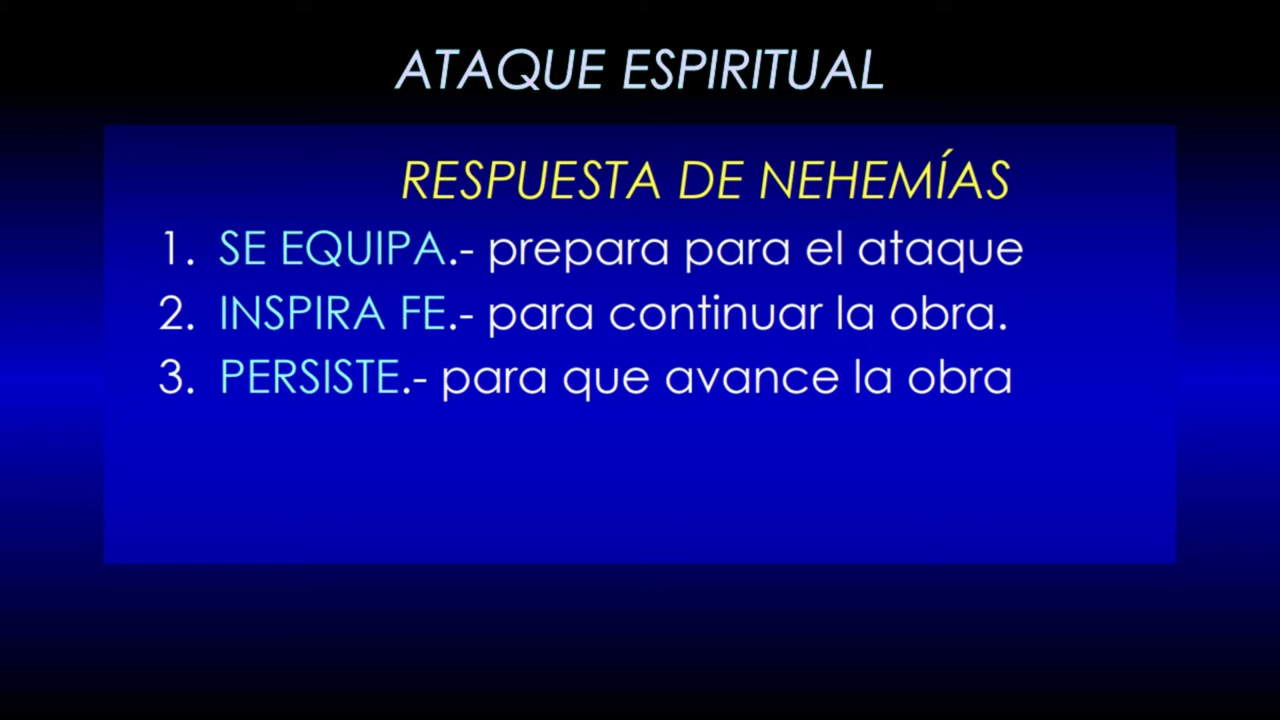 ATAQUE ESPIRITUAL
RESPUESTA DE NEHEMÍAS
1. SE EQUIPA.- prepara para el ataque
2. INSPIRA FE.- para continuar la obra.
3. PERSISTE.- para que avance la obra